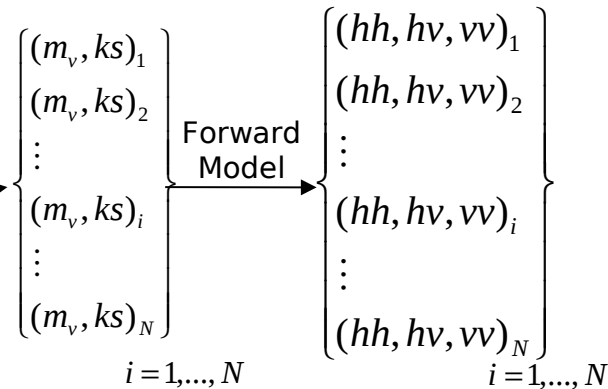 (m_v, ks)_1
(m_v, ks)_2
⋮
(m_v, ks)_i
⋮
(m_v, ks)_N
i = 1,..., N
Forward
Model
(hh, hv, vv)_1
(hh, hv, vv)_2
⋮
(hh, hv, vv)_i
⋮
(hh, hv, vv)_N
i = 1,..., N